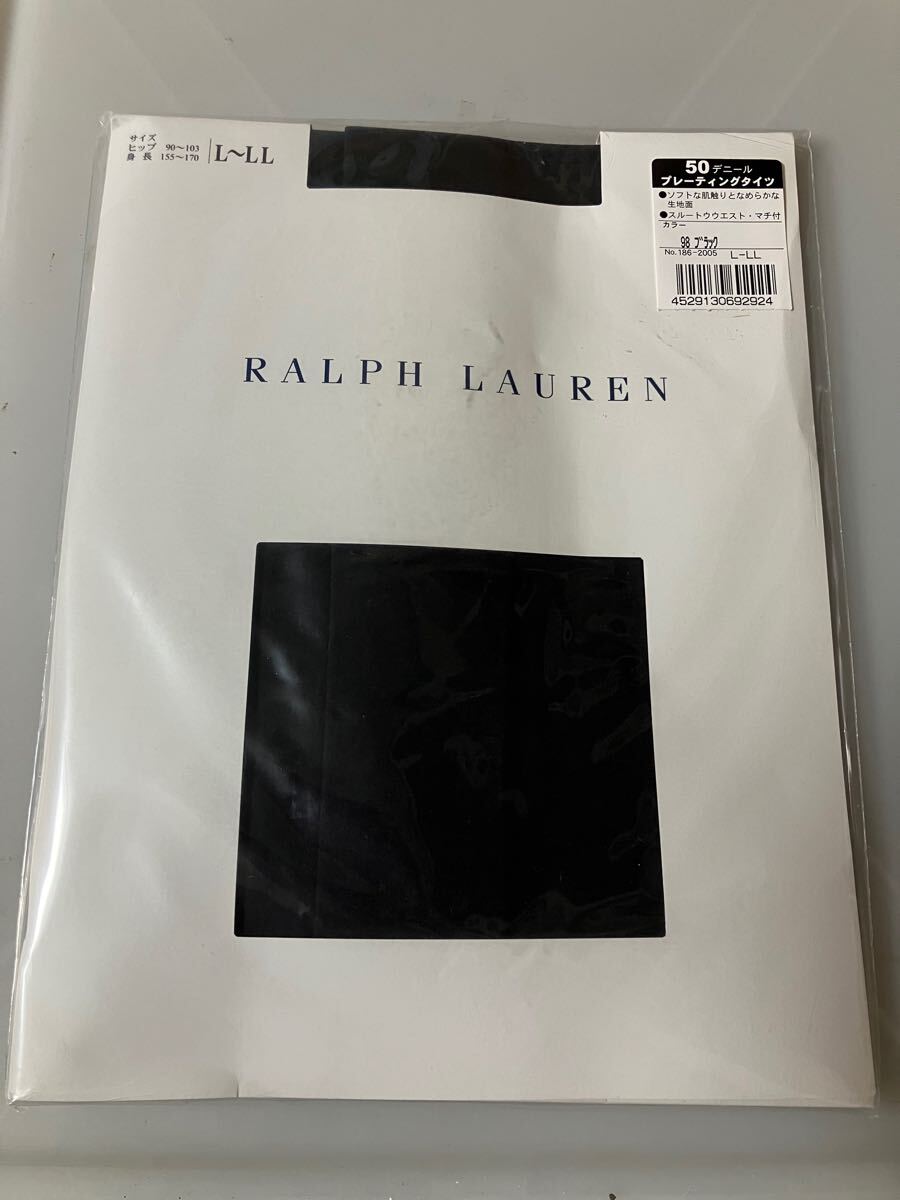 サイズ
ヒップ 90〜103
身長 155〜170
L〜LL
50デニール
プレーティングタイツ
●ソフトな肌触りとなめらかな
生地面
●スルートウウエスト・マチ付
カラー
98 ブラック
No.186-2005 L-LL
4529130692924
RALPH LAUREN